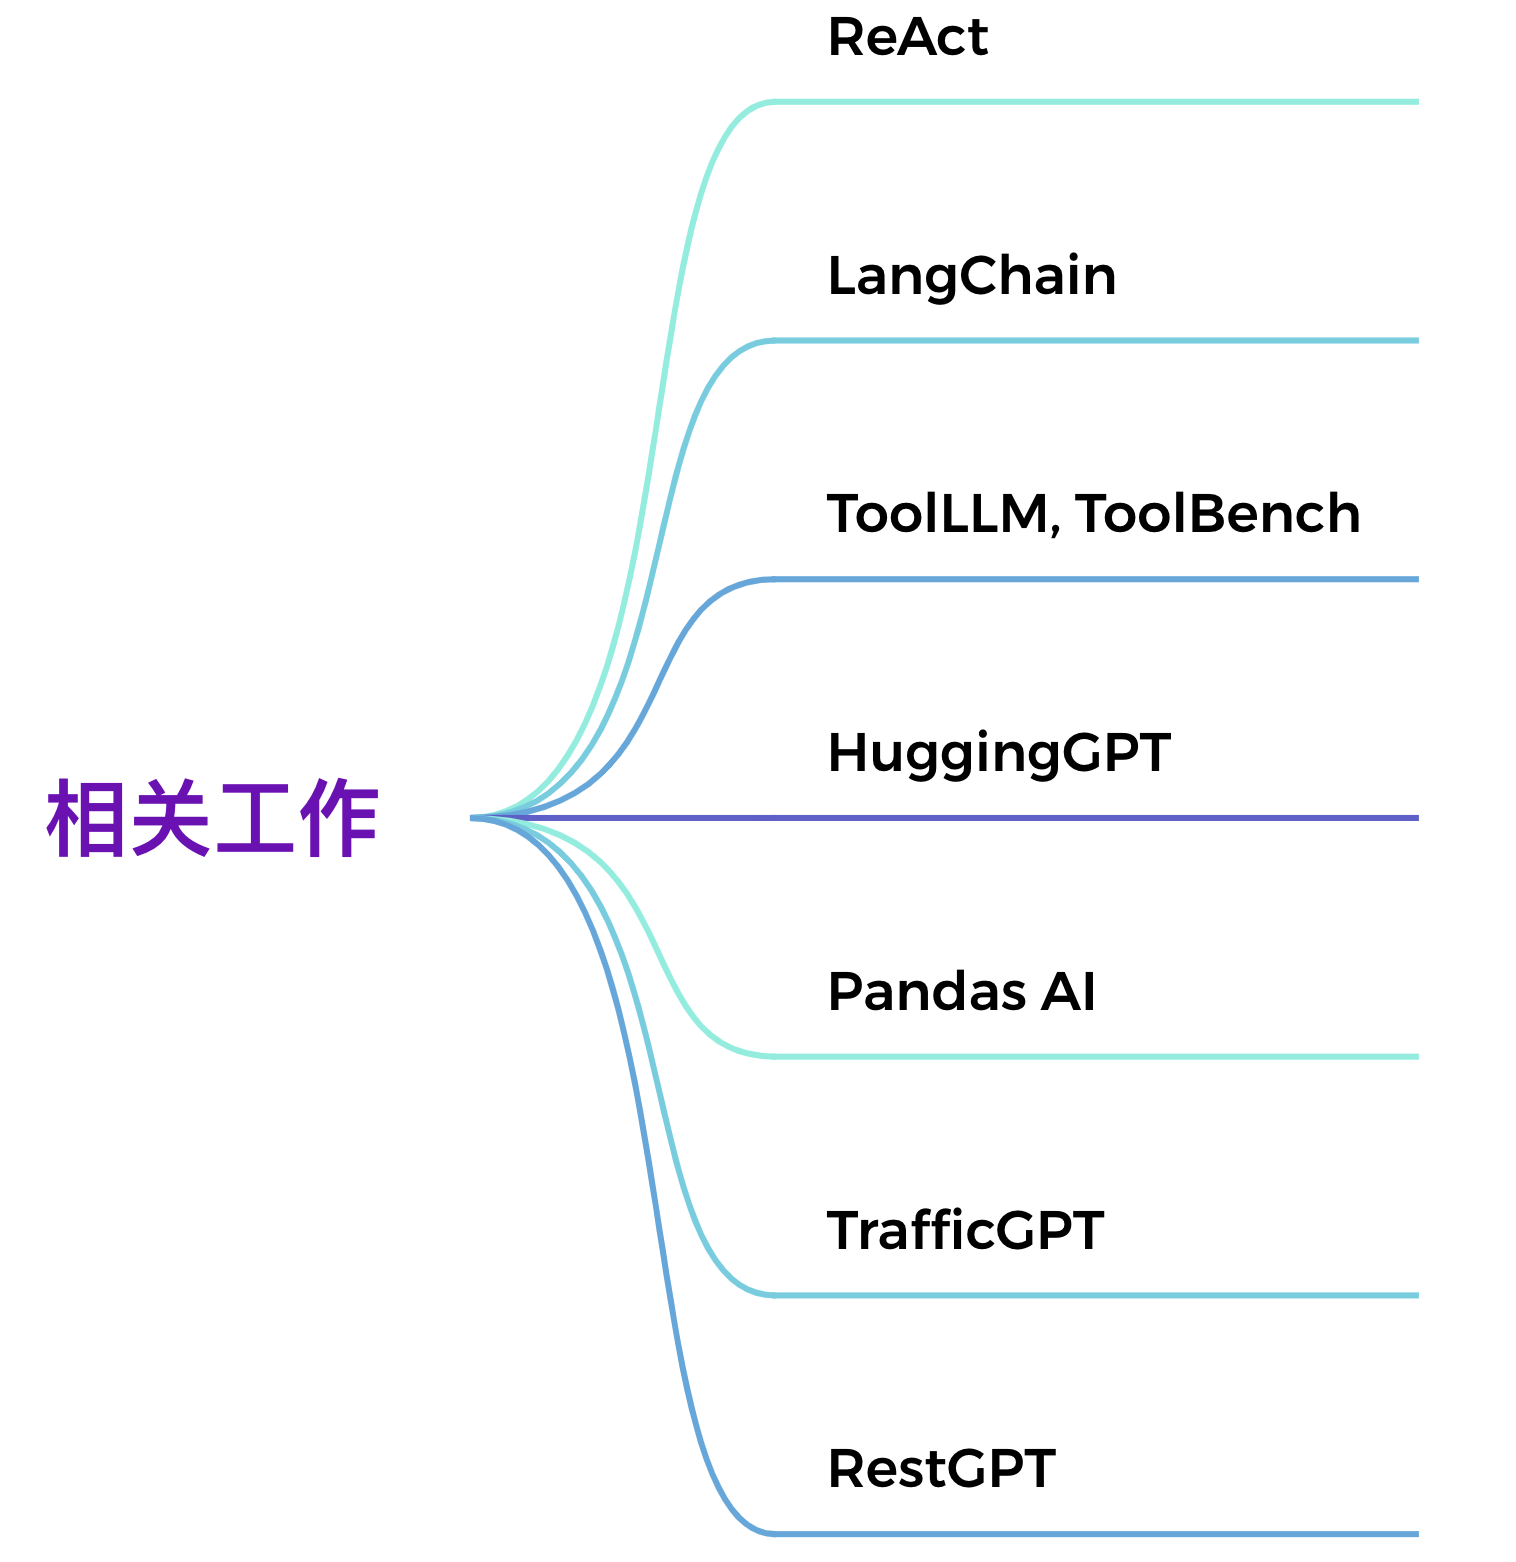 相关工作
ReAct
LangChain
ToolLLM, ToolBench
HuggingGPT
Pandas AI
TrafficGPT
RestGPT